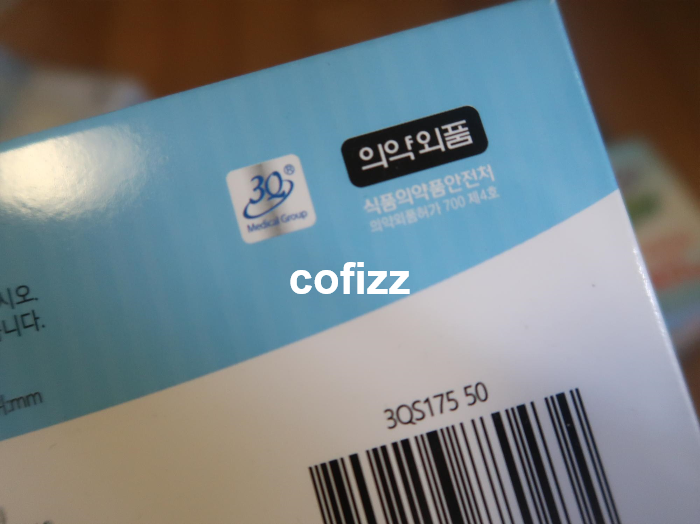 의약외품
3Q®
Medical Group
식품의약품안전처
의약외품허가 700 제4호
cofizz
시오.
니다.
mm
3QS175 50